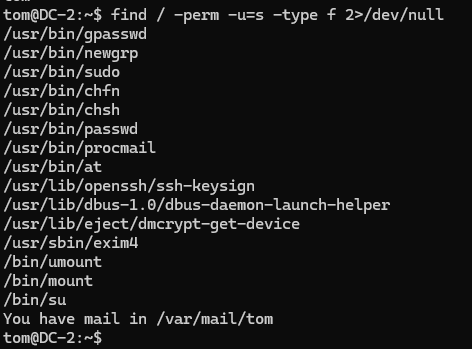 tom@DC-2:~$ find / -perm -u=s -type f 2>/dev/null
/usr/bin/gpasswd
/usr/bin/newgrp
/usr/bin/sudo
/usr/bin/chfn
/usr/bin/chsh
/usr/bin/passwd
/usr/bin/procmail
/usr/bin/at
/usr/lib/openssh/ssh-keysign
/usr/lib/dbus-1.0/dbus-daemon-launch-helper
/usr/lib/eject/dmcrypt-get-device
/usr/sbin/exim4
/bin/umount
/bin/mount
/bin/su
You have mail in /var/mail/tom
tom@DC-2:~$